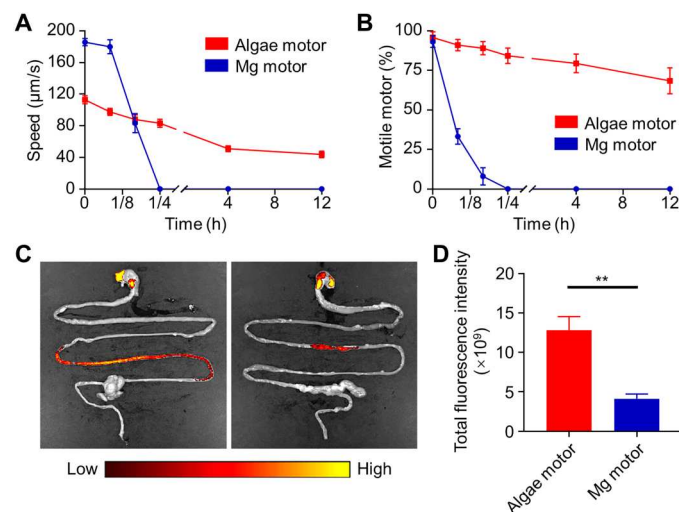 A
Speed (µm/s)
200
160
120
80
40
0
Algae motor
Mg motor
0 1/8 1/4 4 8 12
Time (h)
B
Motile motor (%)
100
75
50
25
0
Algae motor
Mg motor
0 1/8 1/4 4 8 12
Time (h)
C
Low High
D
Total fluorescence intensity
(×10⁹)
20
15
10
5
0
**
Algae motor
Mg motor